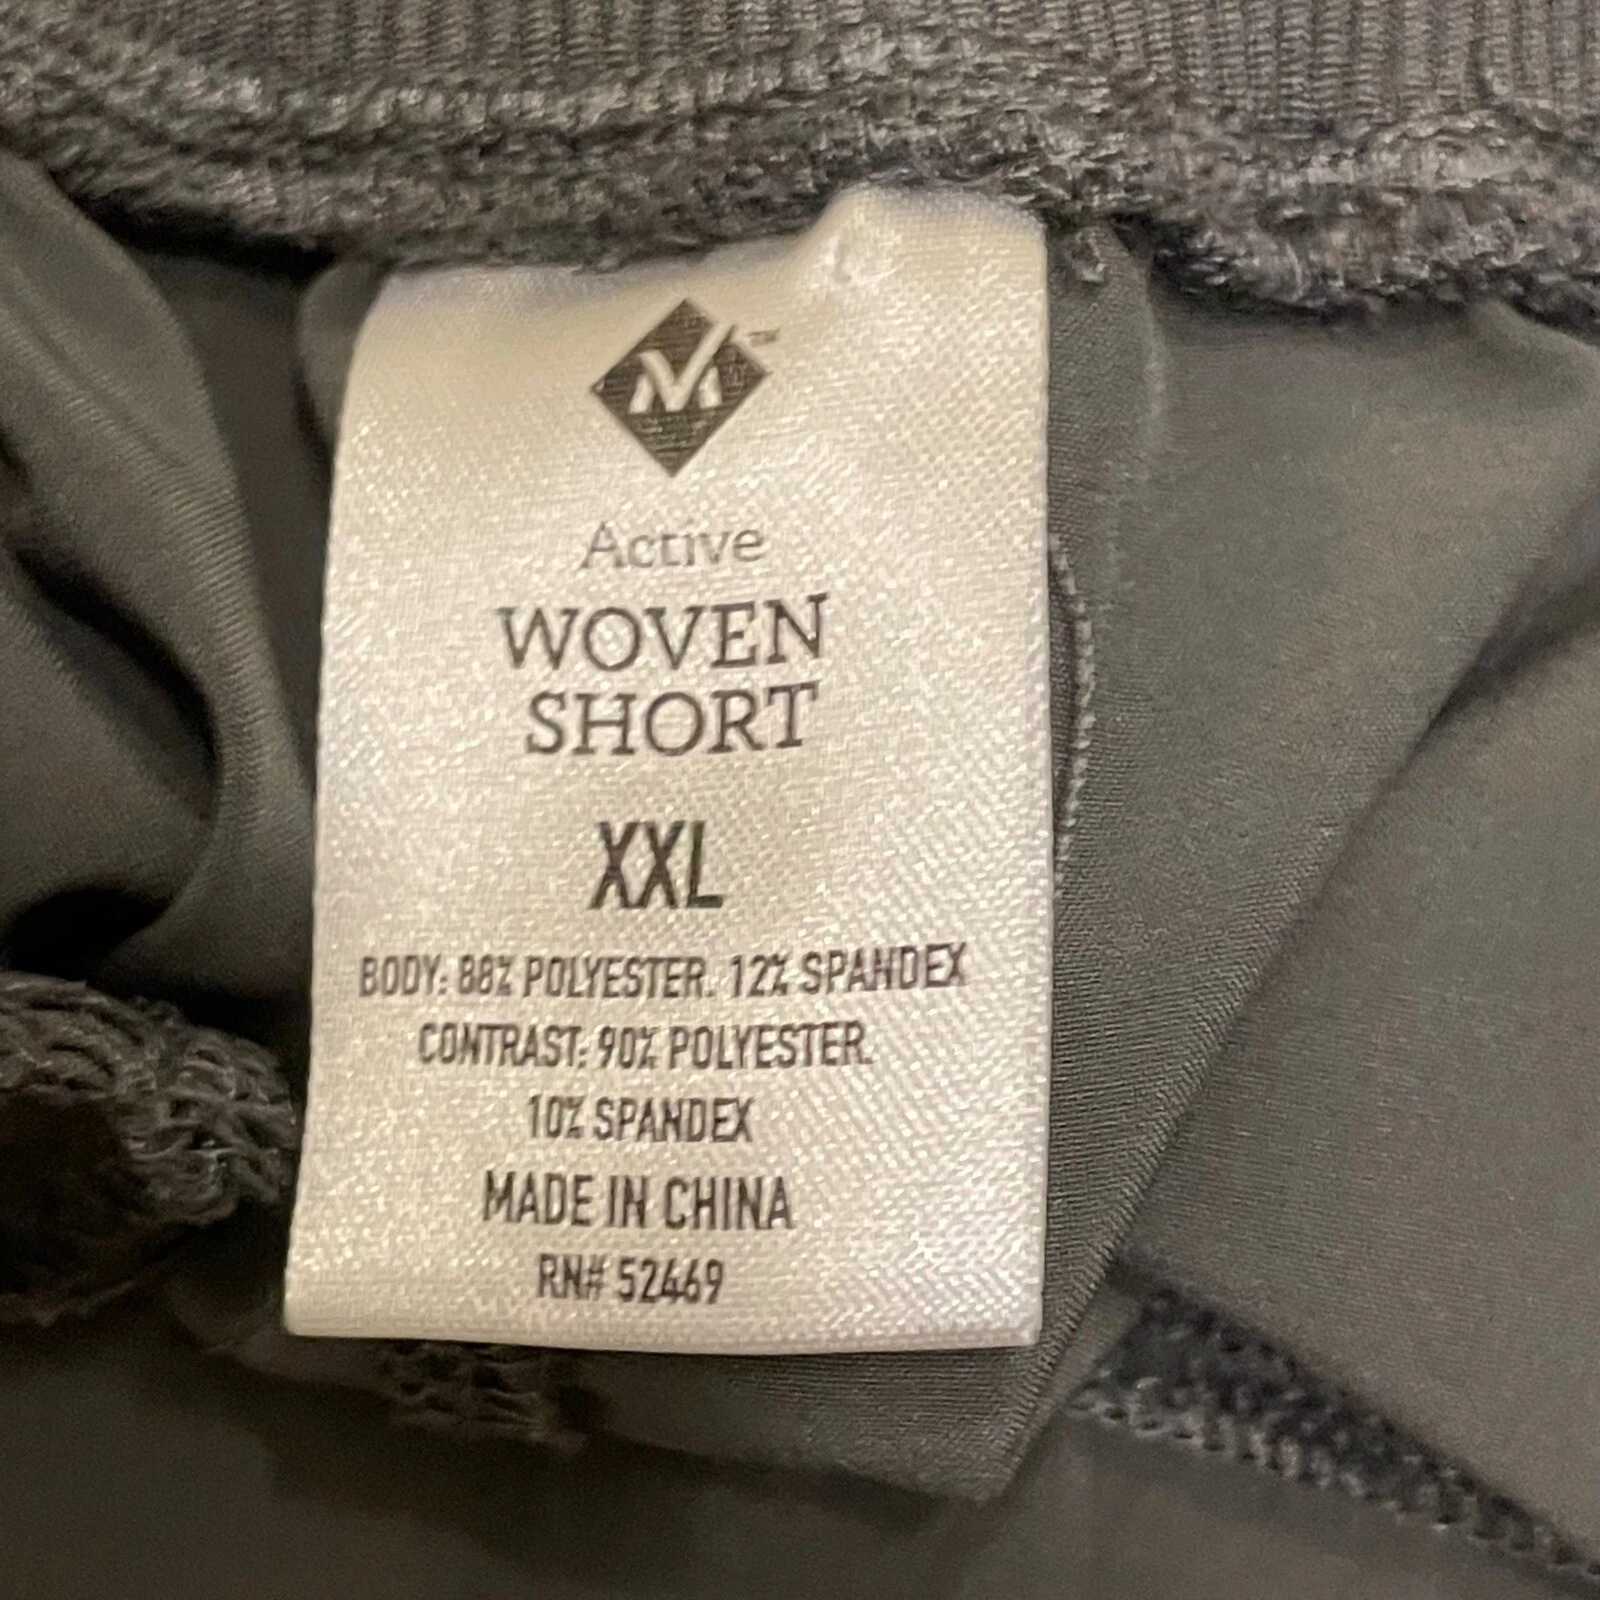 M™
Active
WOVEN
SHORT
XXL
BODY: 88% POLYESTER. 12% SPANDEX
CONTRAST: 90% POLYESTER.
10% SPANDEX
MADE IN CHINA
RN# 52469